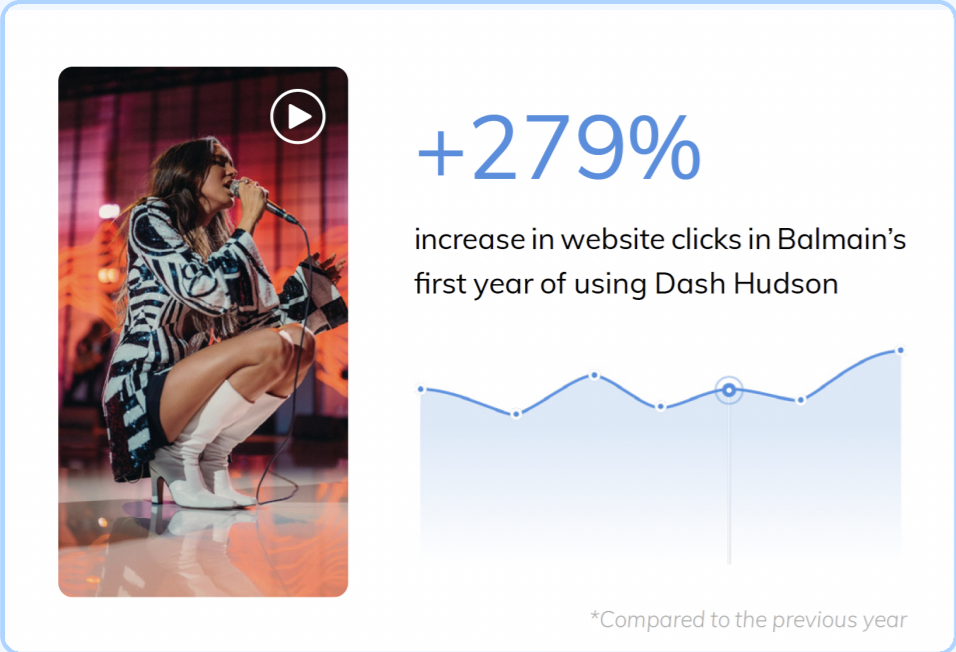 +279%
increase in website clicks in Balmain’s
first year of using Dash Hudson
*Compared to the previous year